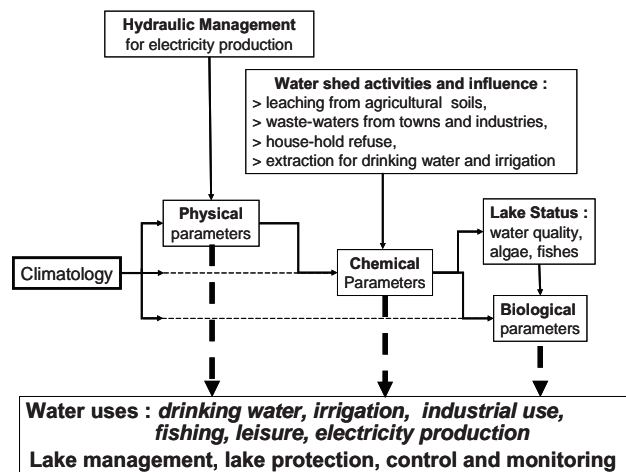 Hydraulic Management
for electricity production
Water shed activities and influence :
> leaching from agricultural soils,
> waste-waters from towns and industries,
> house-hold refuse,
> extraction for drinking water and irrigation
Physical
parameters
Lake Status :
water quality,
algae, fishes
Climatology
Chemical
Parameters
Biological
parameters
Water uses : drinking water, irrigation, industrial use,
fishing, leisure, electricity production
Lake management, lake protection, control and monitoring